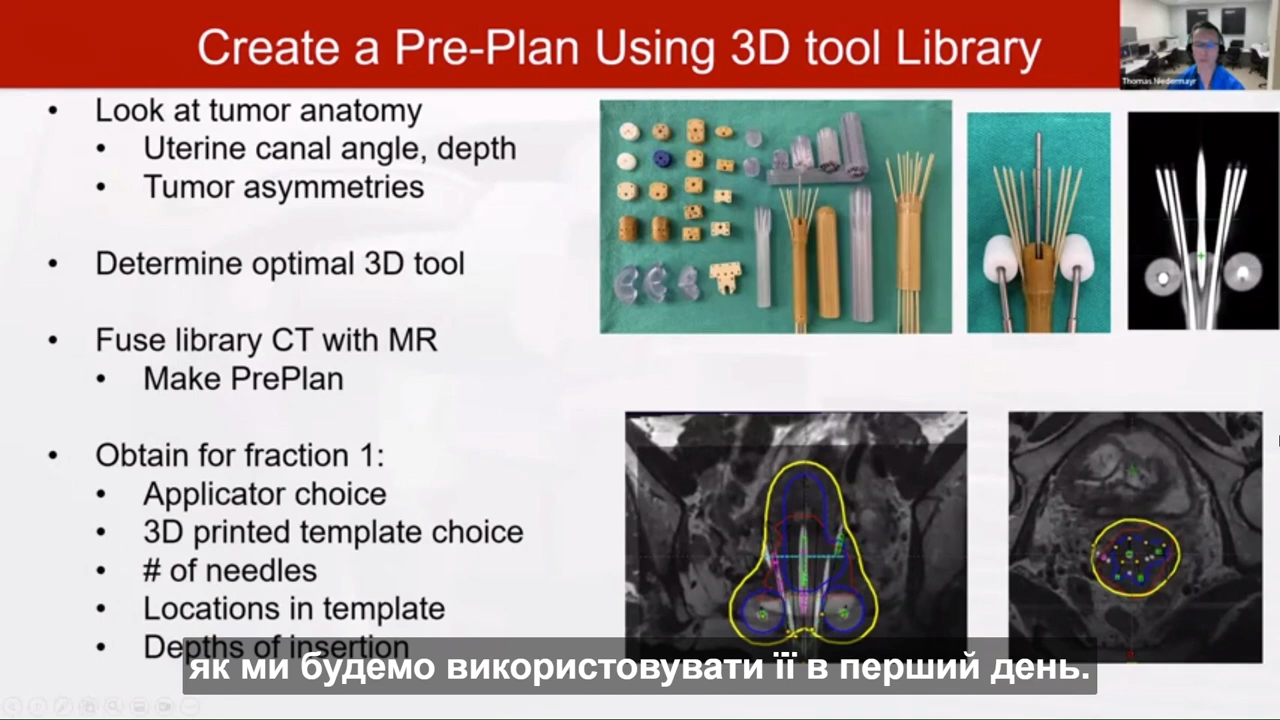 Create a Pre-Plan Using 3D tool Library
Thomas Niedermayr
• Look at tumor anatomy
• Uterine canal angle, depth
• Tumor asymmetries
• Determine optimal 3D tool
• Fuse library CT with MR
• Make PrePlan
• Obtain for fraction 1:
• Applicator choice
• 3D printed template choice
• # of needles
• Locations in template
• Depths of insertion
як ми будемо використовувати її в перший день.